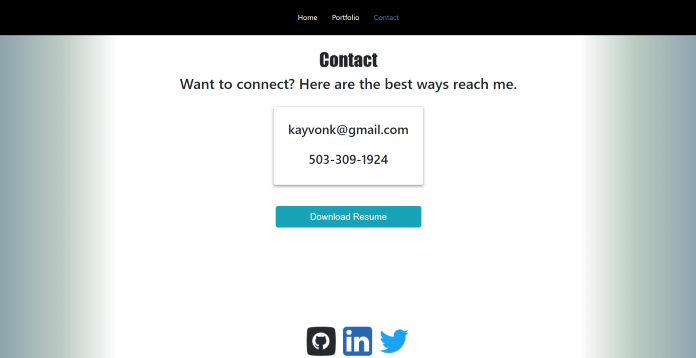 Home Portfolio Contact
Contact
Want to connect? Here are the best ways reach me.
kayvonk@gmail.com
503-309-1924
Download Resume
in